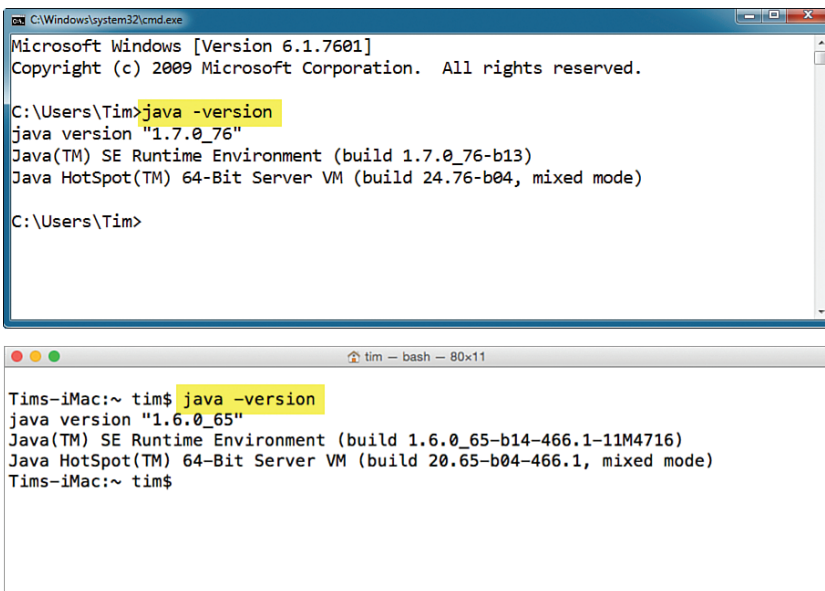 C:\Windows\system32\cmd.exe
Microsoft Windows [Version 6.1.7601]
Copyright (c) 2009 Microsoft Corporation.  All rights reserved.
C:\Users\Tim>java -version
java version "1.7.0_76"
Java(TM) SE Runtime Environment (build 1.7.0_76-b13)
Java HotSpot(TM) 64-Bit Server VM (build 24.76-b04, mixed mode)
C:\Users\Tim>
tim — bash — 80×11
Tims-iMac:~ tim$ java -version
java version "1.6.0_65"
Java(TM) SE Runtime Environment (build 1.6.0_65-b14-466.1-11M4716)
Java HotSpot(TM) 64-Bit Server VM (build 20.65-b04-466.1, mixed mode)
Tims-iMac:~ tim$